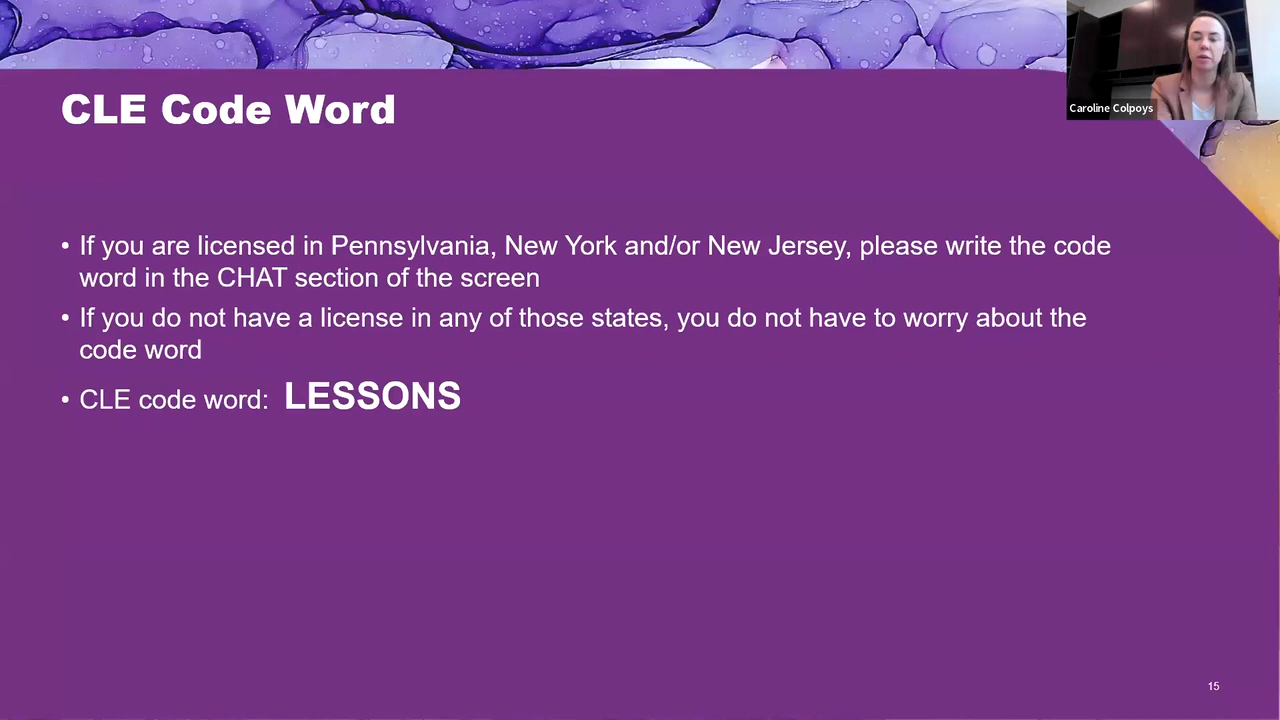 CLE Code Word
Caroline Colpoys
• If you are licensed in Pennsylvania, New York and/or New Jersey, please write the code
word in the CHAT section of the screen
• If you do not have a license in any of those states, you do not have to worry about the
code word
• CLE code word: LESSONS
15